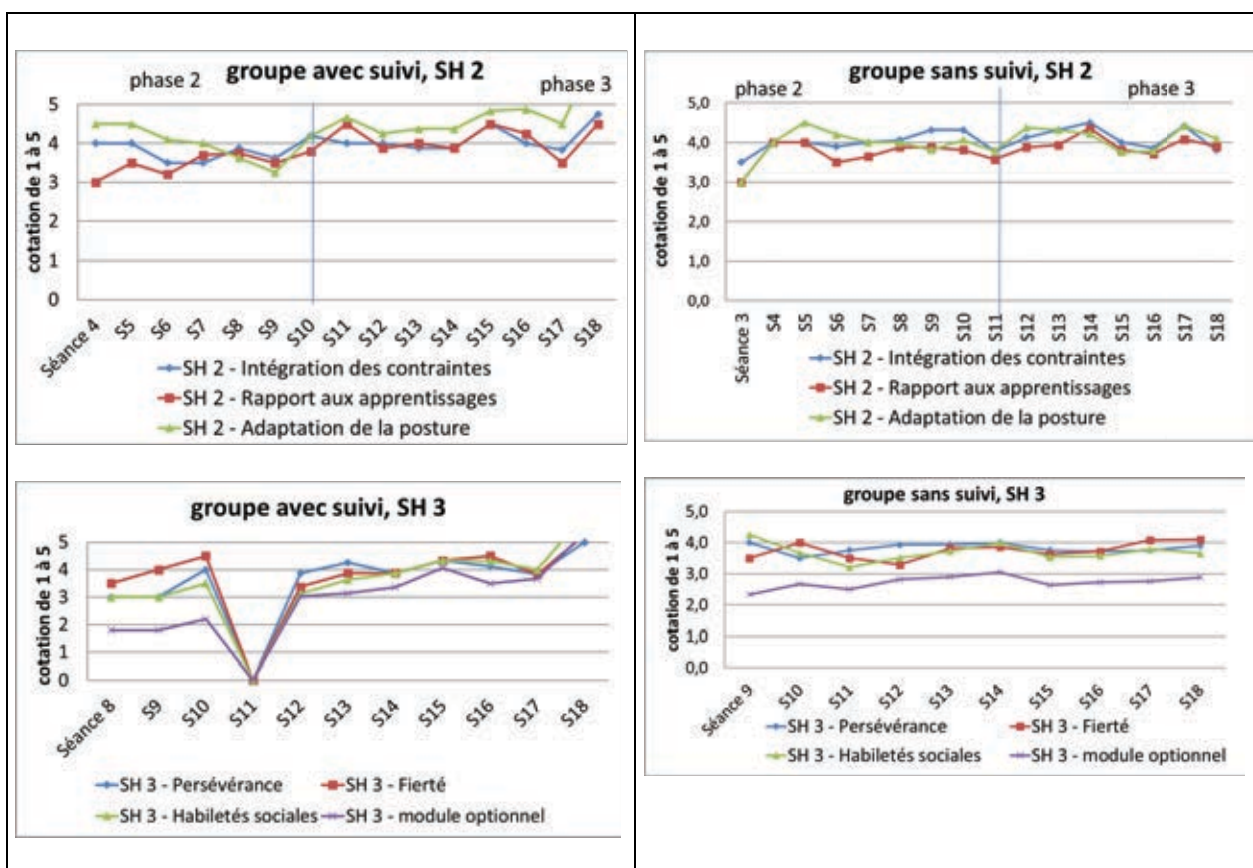 groupe avec suivi, SH 2
phase 2
phase 3
cotation de 1 à 5
5
4
3
2
1
0
Séance 4 S5 S6 S7 S8 S9 S10 S11 S12 S13 S14 S15 S16 S17 S18
SH 2 - Intégration des contraintes
SH 2 - Rapport aux apprentissages
SH 2 - Adaptation de la posture
groupe sans suivi, SH 2
phase 2
phase 3
cotation de 1 à 5
5,0
4,0
3,0
2,0
1,0
0,0
Séance 3 S4 S5 S6 S7 S8 S9 S10 S11 S12 S13 S14 S15 S16 S17 S18
SH 2 - Intégration des contraintes
SH 2 - Rapport aux apprentissages
SH 2 - Adaptation de la posture
groupe avec suivi, SH 3
cotation de 1 à 5
5
4
3
2
1
0
Séance 8 S9 S10 S11 S12 S13 S14 S15 S16 S17 S18
SH 3 - Persévérance SH 3 - Fierté
SH 3 - Habiletés sociales SH 3 - module optionnel
groupe sans suivi, SH 3
cotation de 1 à 5
5,0
4,0
3,0
2,0
1,0
0,0
Séance 9 S10 S11 S12 S13 S14 S15 S16 S17 S18
SH 3 - Persévérance SH 3 - Fierté
SH 3 - Habiletés sociales SH 3 - module optionnel